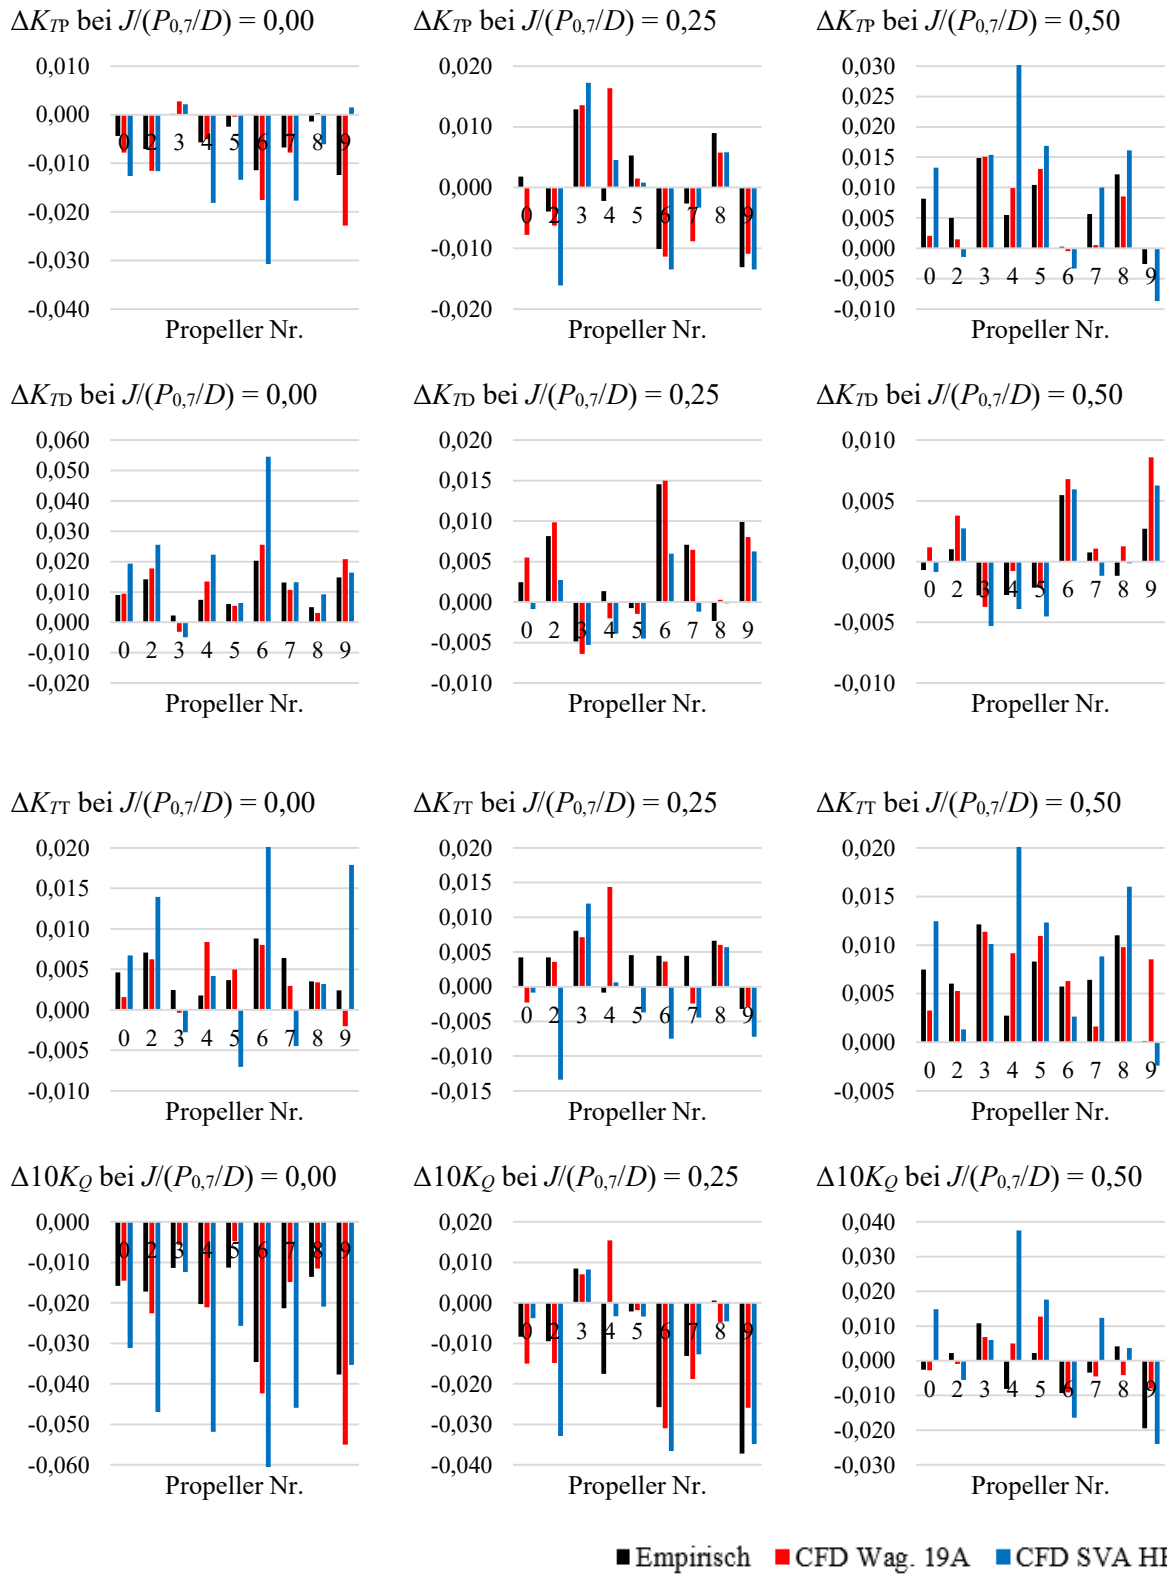 ΔKTP bei J/(P0,7/D) = 0,00
0,010
0,000
-0,010
-0,020
-0,030
-0,040
0 2 3 4 5 6 7 8 9
Propeller Nr.
ΔKTP bei J/(P0,7/D) = 0,25
0,020
0,010
0,000
-0,010
-0,020
0 2 3 4 5 6 7 8 9
Propeller Nr.
ΔKTP bei J/(P0,7/D) = 0,50
0,030
0,030
0,020
0,015
0,010
0,005
0,000
-0,005
-0,010
0 2 3 4 5 6 7 8 9
Propeller Nr.
ΔKTD bei J/(P0,7/D) = 0,00
0,060
0,050
0,040
0,030
0,020
0,010
0,000
-0,010
-0,020
0 2 3 4 5 6 7 8 9
Propeller Nr.
ΔKTD bei J/(P0,7/D) = 0,25
0,020
0,015
0,010
0,005
0,000
-0,005
-0,010
0 2 3 4 5 6 7 8 9
Propeller Nr.
ΔKTD bei J/(P0,7/D) = 0,50
0,010
0,005
0,000
-0,005
-0,010
0 2 3 4 5 6 7 8 9
Propeller Nr.
ΔKTT bei J/(P0,7/D) = 0,00
0,020
0,015
0,010
0,005
0,000
-0,005
-0,010
0 2 3 4 5 6 7 8 9
Propeller Nr.
ΔKTT bei J/(P0,7/D) = 0,25
0,020
0,015
0,010
0,005
0,000
-0,005
-0,010
-0,015
0 2 3 4 5 6 7 8 9
Propeller Nr.
ΔKTT bei J/(P0,7/D) = 0,50
0,020
0,015
0,010
0,005
0,000
-0,005
0 2 3 4 5 6 7 8 9
Propeller Nr.
Δ10KQ bei J/(P0,7/D) = 0,00
0,000
-0,010
-0,020
-0,030
-0,040
-0,050
-0,060
0 2 3 4 5 6 7 8 9
Propeller Nr.
Δ10KQ bei J/(P0,7/D) = 0,25
0,020
0,010
0,000
-0,010
-0,020
-0,030
-0,040
0 2 3 4 5 6 7 8 9
Propeller Nr.
Δ10KQ bei J/(P0,7/D) = 0,50
0,040
0,030
0,020
0,010
0,000
-0,010
-0,020
-0,030
0 2 3 4 5 6 7 8 9
Propeller Nr.
Empirisch CFD Wag. 19A CFD SVA